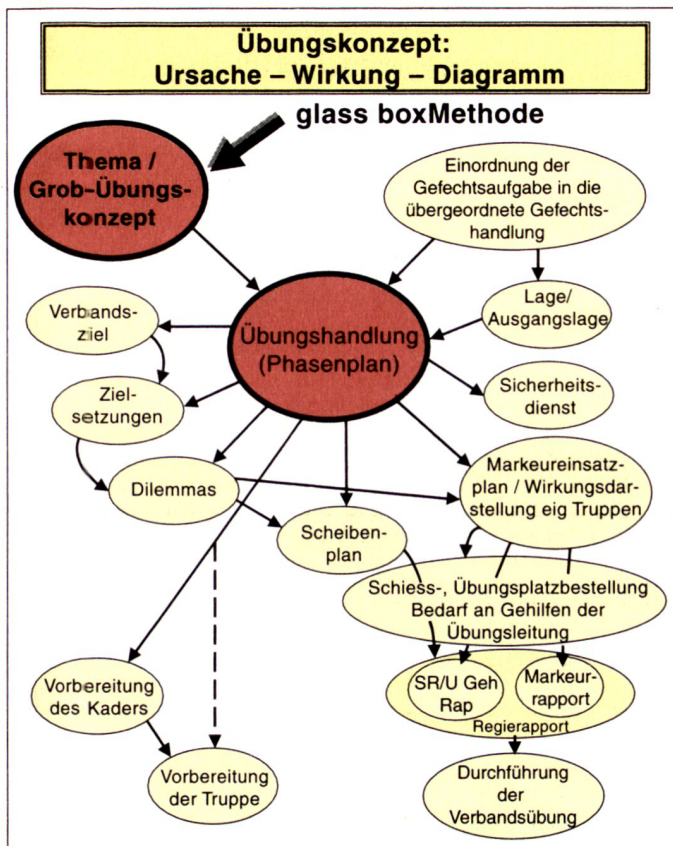 Übungskonzept:
Ursache – Wirkung – Diagramm
glass boxMethode
Thema /
Grob-Übungs-
konzept
Einordnung der
Gefechtsaufgabe in die
übergeordnete Gefechts-
handlung
Verbands-
ziel
Übungshandlung
(Phasenplan)
Lage/
Ausgangslage
Ziel-
setzungen
Sicherheits-
dienst
Dilemmas
Markeureinsatz-
plan / Wirkungsdar-
stellung eig Truppen
Scheiben-
plan
Schiess-, Übungsplatzbestellung
Bedarf an Gehilfen der
Übungsleitung
Vorbereitung
des Kaders
SR/U Geh
Rap
Markeur-
rapport
Regierapport
Vorbereitung
der Truppe
Durchführung
der
Verbandsübung